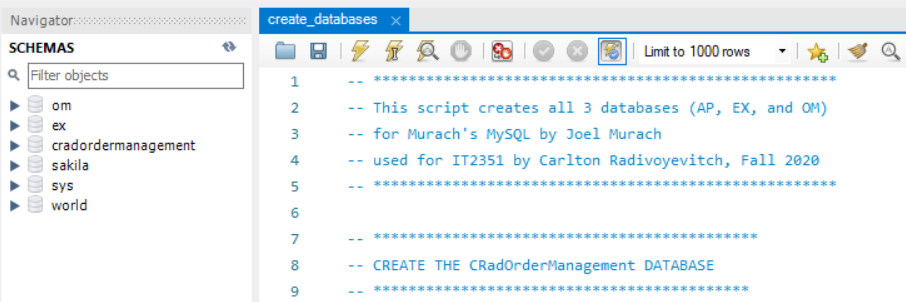 Navigator
SCHEMAS
Filter objects
om
ex
cradordermanagement
sakila
sys
world
create_databases ×
Limit to 1000 rows
1 -- *****************************************************
2 -- This script creates all 3 databases (AP, EX, and OM)
3 -- for Murach's MySQL by Joel Murach
4 -- used for IT2351 by Carlton Radivoyevitch, Fall 2020
5 -- *****************************************************
6
7 -- ********************************************
8 -- CREATE THE CRadOrderManagement DATABASE
9 -- *******************************************